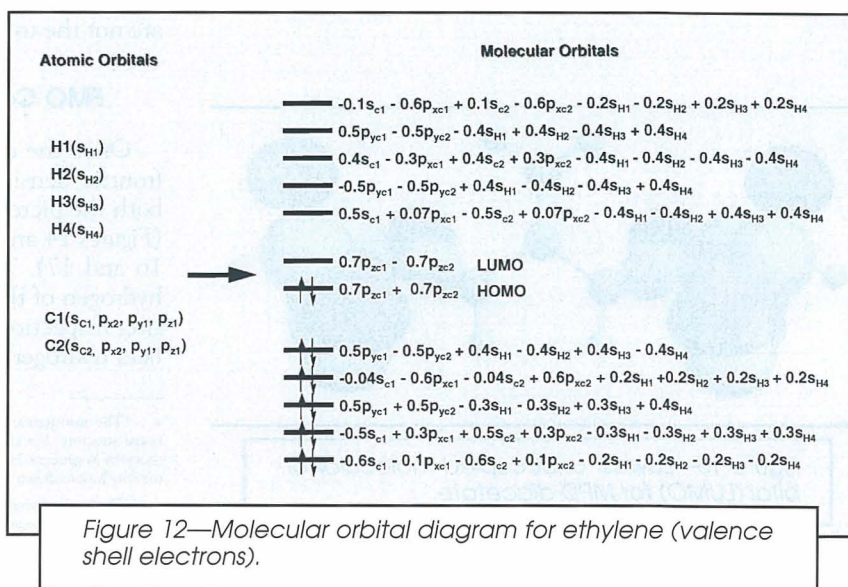 are not the to
Atomic Orbitals
Molecular Orbitals
H1(s_H1)
H2(s_H2)
H3(s_H3)
H4(s_H4)
C1(s_C1, p_x2, p_y1, p_z1)
C2(s_C2, p_x2, p_y1, p_z1)
-0.1s_c1 - 0.6p_xc1 + 0.1s_c2 - 0.6p_xc2 - 0.2s_H1 - 0.2s_H2 + 0.2s_H3 + 0.2s_H4
0.5p_yc1 - 0.5p_yc2 - 0.4s_H1 + 0.4s_H2 - 0.4s_H3 + 0.4s_H4
0.4s_c1 - 0.3p_xc1 + 0.4s_c2 + 0.3p_xc2 - 0.4s_H1 - 0.4s_H2 - 0.4s_H3 - 0.4s_H4
-0.5p_yc1 - 0.5p_yc2 + 0.4s_H1 - 0.4s_H2 - 0.4s_H3 + 0.4s_H4
0.5s_c1 + 0.07p_xc1 - 0.5s_c2 + 0.07p_xc2 - 0.4s_H1 - 0.4s_H2 + 0.4s_H3 + 0.4s_H4
0.7p_zc1 - 0.7p_zc2 LUMO
0.7p_zc1 + 0.7p_zc2 HOMO
0.5p_yc1 - 0.5p_yc2 + 0.4s_H1 - 0.4s_H2 + 0.4s_H3 - 0.4s_H4
-0.04s_c1 - 0.6p_xc1 - 0.04s_c2 + 0.6p_xc2 + 0.2s_H1 +0.2s_H2 + 0.2s_H3 + 0.2s_H4
0.5p_yc1 + 0.5p_yc2 - 0.3s_H1 - 0.3s_H2 + 0.3s_H3 + 0.4s_H4
-0.5s_c1 + 0.3p_xc1 + 0.5s_c2 + 0.3p_xc2 - 0.3s_H1 - 0.3s_H2 + 0.3s_H3 + 0.3s_H4
-0.6s_c1 - 0.1p_xc1 - 0.6s_c2 + 0.1p_xc2 - 0.2s_H1 - 0.2s_H2 - 0.2s_H3 - 0.2s_H4
Figure 12—Molecular orbital diagram for ethylene (valence
shell electrons).